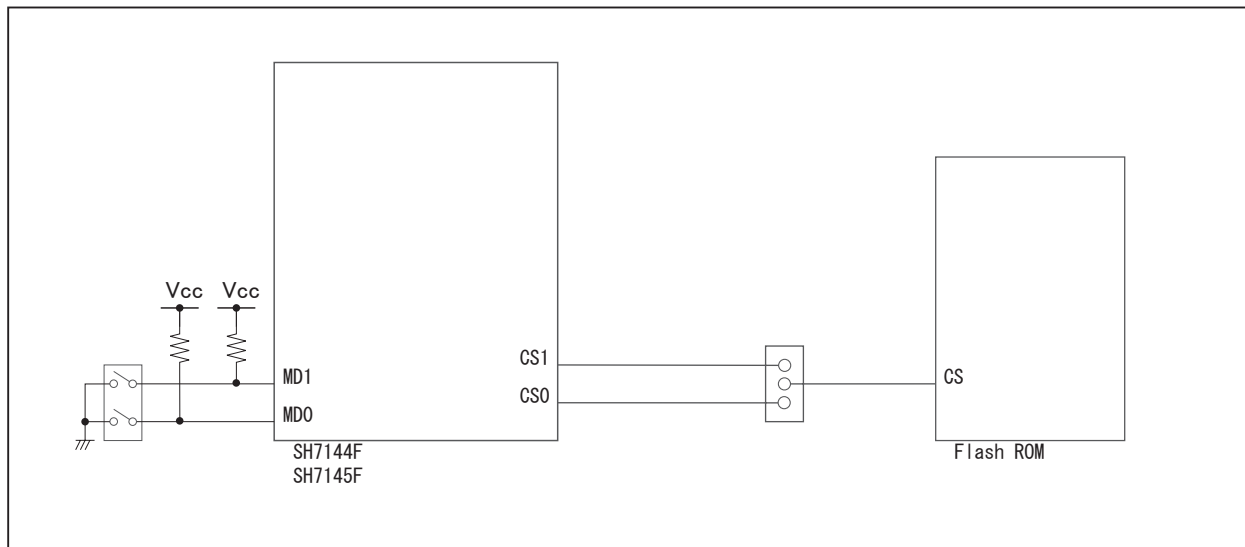 Vcc
Vcc
CS1
MD1
CS
CS0
MD0
SH7144F
Flash ROM
SH7145F